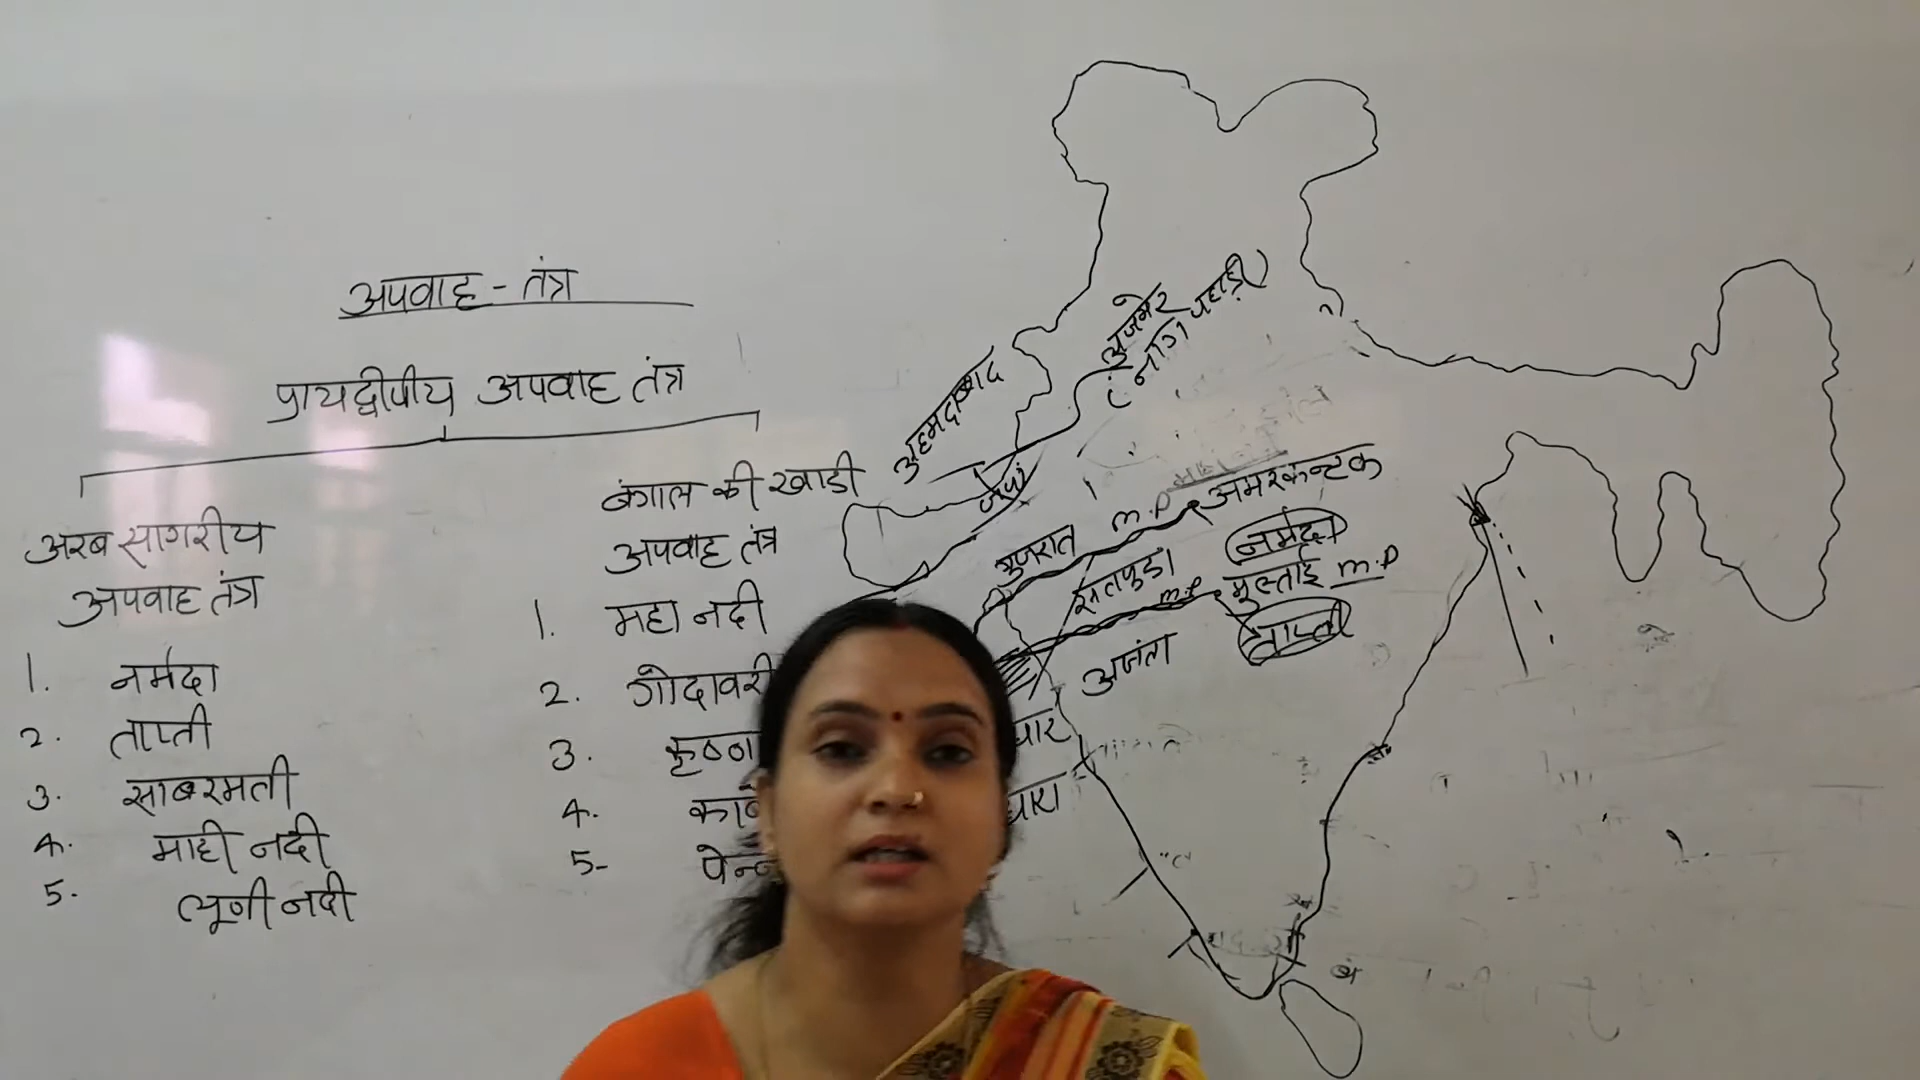 अपवाह - तंत्र
प्रायद्वीपीय अपवाह तंत्र
अरब सागरीय
अपवाह तंत्र
1. नर्मदा
2. ताप्ती
3. साबरमती
4. माही नदी
5. लूणी नदी
बंगाल की खाडी
अपवाह तंत्र
1. महा नदी
2. गोदावरी
3. कृष्णा
4. कावे
5- पेन्न
अहमदाबाद
अजमेर
नाग पहाड़ी)
m.p अमरकन्टक
गुजरात
नर्मदा
सतपुडा
m.p मुल्ताई m.p
ताप्ती
अजंता